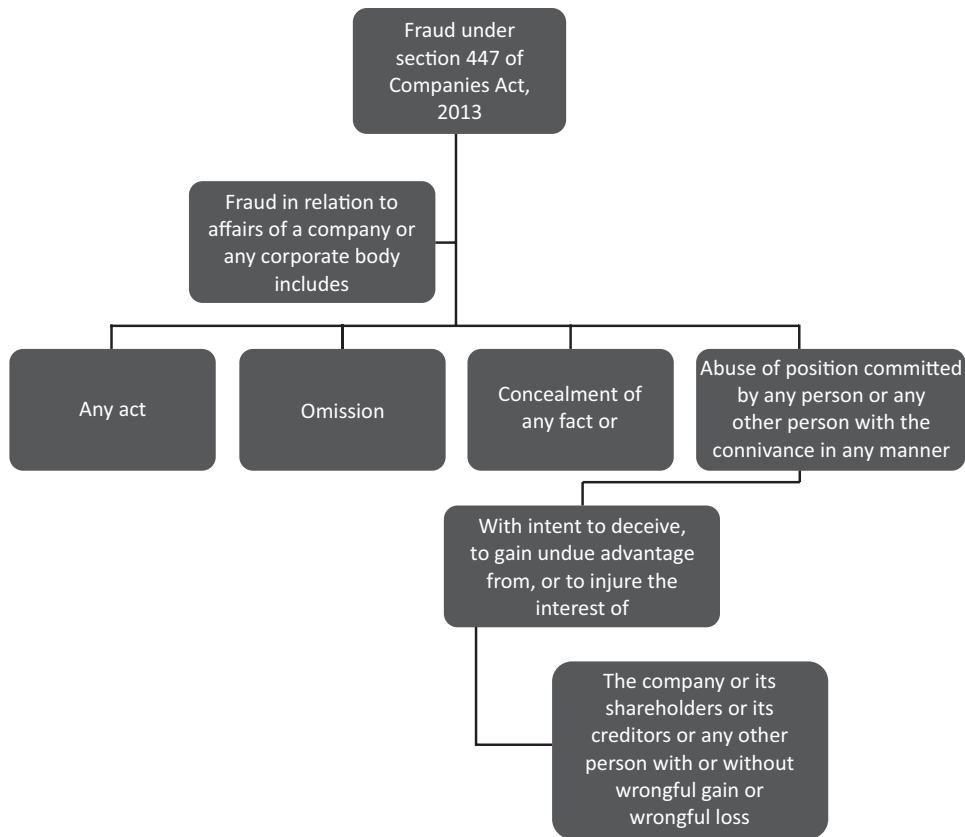 Fraud under
section 447 of
Companies Act,
2013
Fraud in relation to
affairs of a company or
any corporate body
includes
Any act
Omission
Concealment of
any fact or
Abuse of position committed
by any person or any
other person with the
connivance in any manner
With intent to deceive,
to gain undue advantage
from, or to injure the
interest of
The company or its
shareholders or its
creditors or any other
person with or without
wrongful gain or
wrongful loss